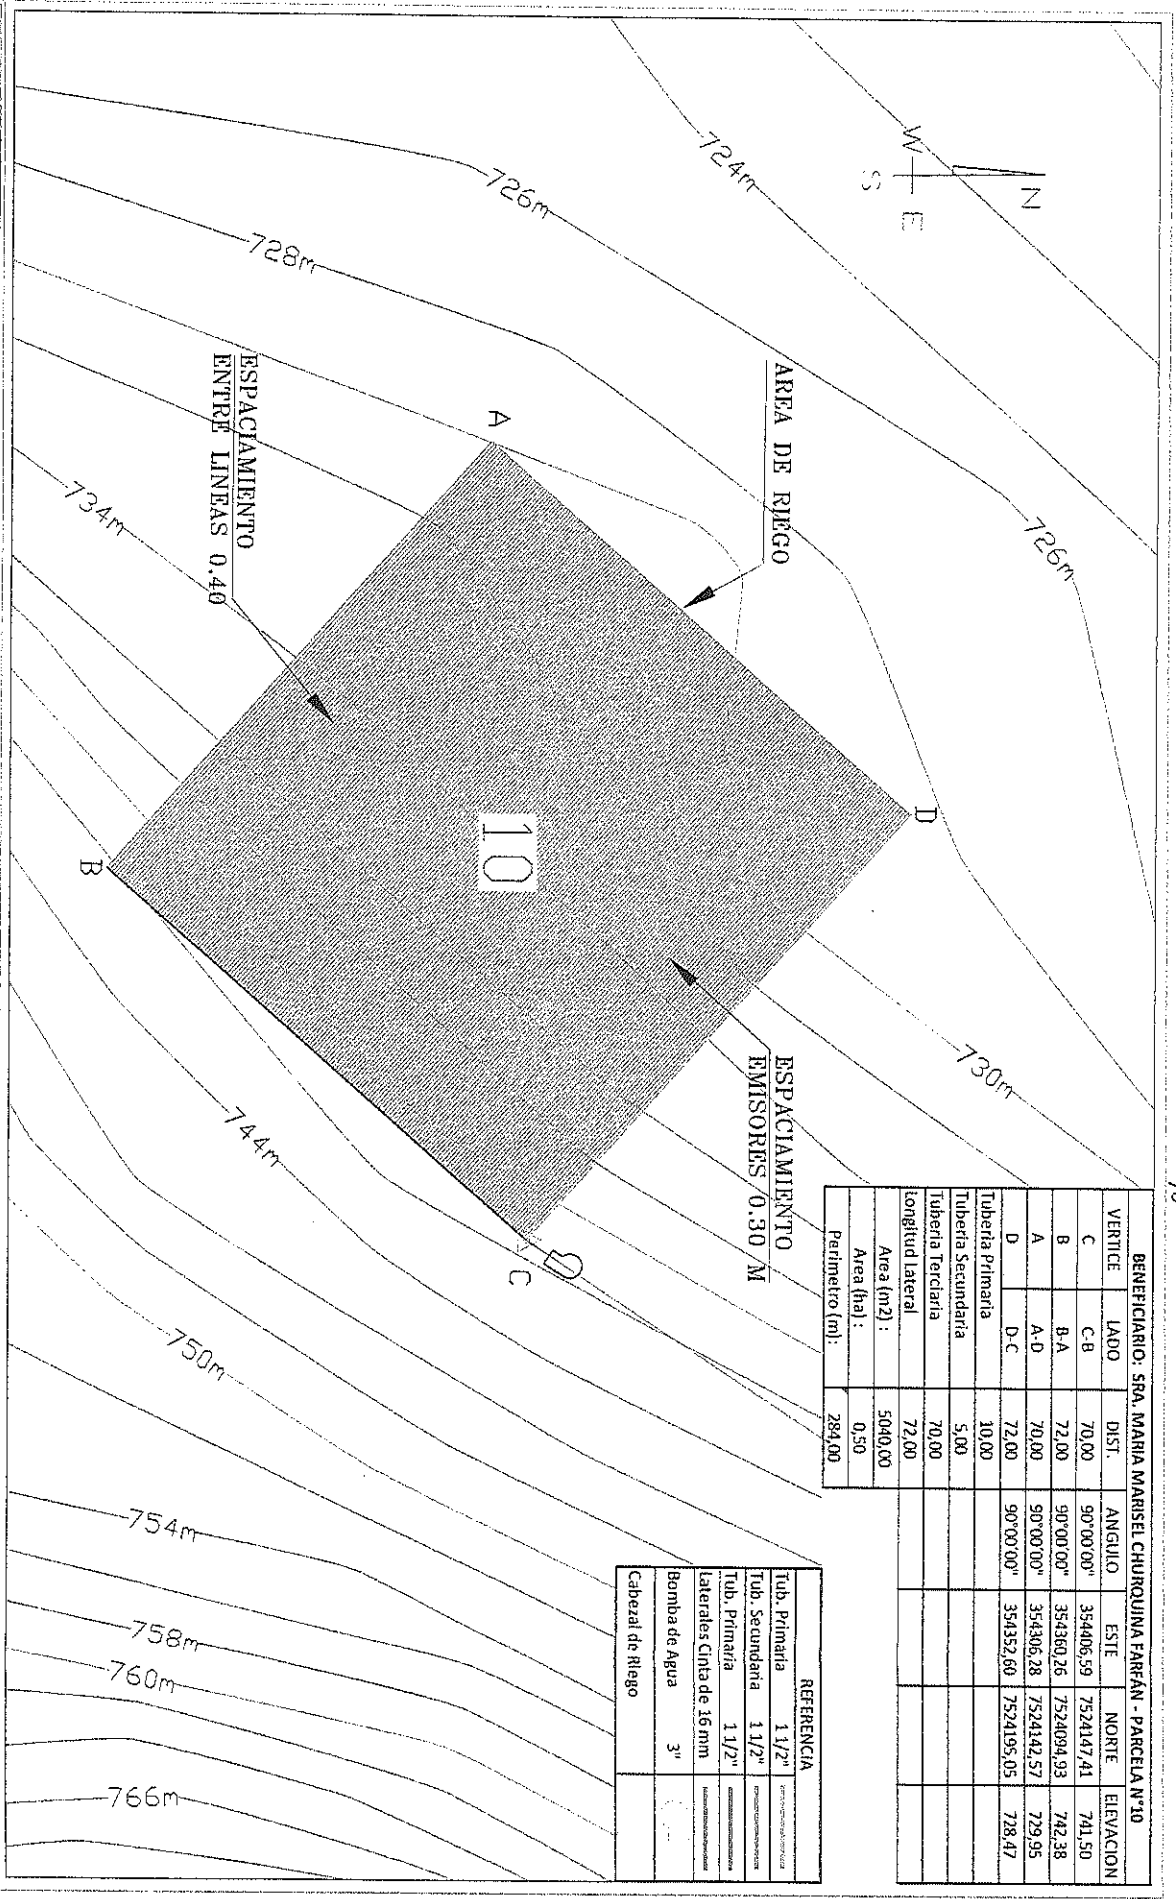 BENEFICIARIO: SRA. MARIA MARISEL CHURQUINA FARFÁN - PARCELA N°10
VERTICE LADO DIST. ANGULO ESTE NORTE ELEVACION
C C-B 70,00 90°00'00" 354406,59 7524147,41 741,50
B B-A 72,00 90°00'00" 354360,26 7524094,93 742,38
A A-D 70,00 90°00'00" 354306,28 7524142,57 729,95
D D-C 72,00 90°00'00" 354352,60 7524195,05 728,47
Tuberia Primaria 10,00
Tuberia Secundaria 5,00
Tuberia Terciaria 70,00
Longitud Lateral 72,00
Area (m2) : 5040,00
Area (ha) : 0,50
Perimetro (m): 284,00
REFERENCIA
Tub. Primaria 1 1/2"
Tub. Secundaria 1 1/2"
Tub. Primaria 1 1/2"
Laterales Cinta de 16 mm
Bomba de Agua 3"
Cabezal de Riego
N
W E
S
724m
726m
726m
728m
730m
734m
744m
750m
754m
758m
760m
766m
AREA DE RIEGO
ESPACIAMIENTO
EMISORES 0.30 M
ESPACIAMIENTO
ENTRE LINEAS 0.40
A
D
10
B
C